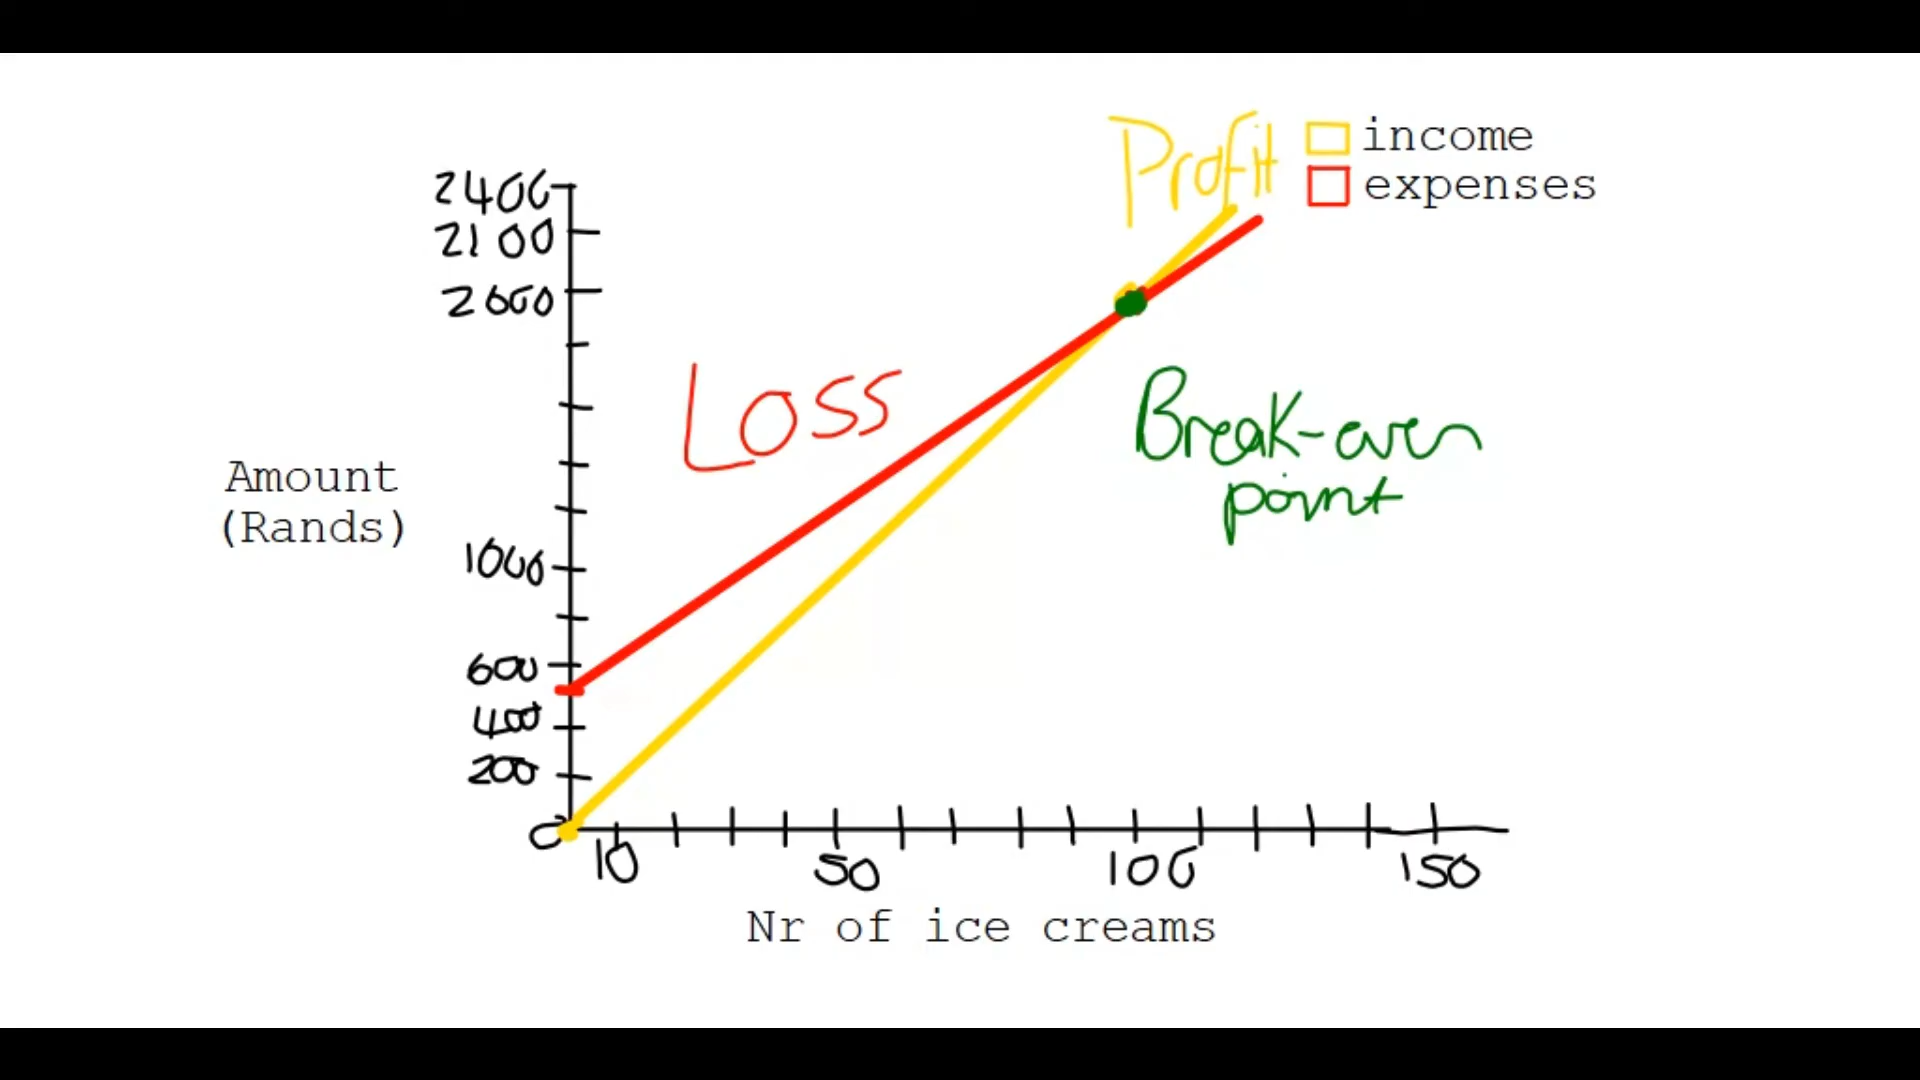 Profit
income
expenses
2400
2100
2000
Loss
Break-even
point
Amount
(Rands)
1000
600
400
200
0
10
50
100
150
Nr of ice creams